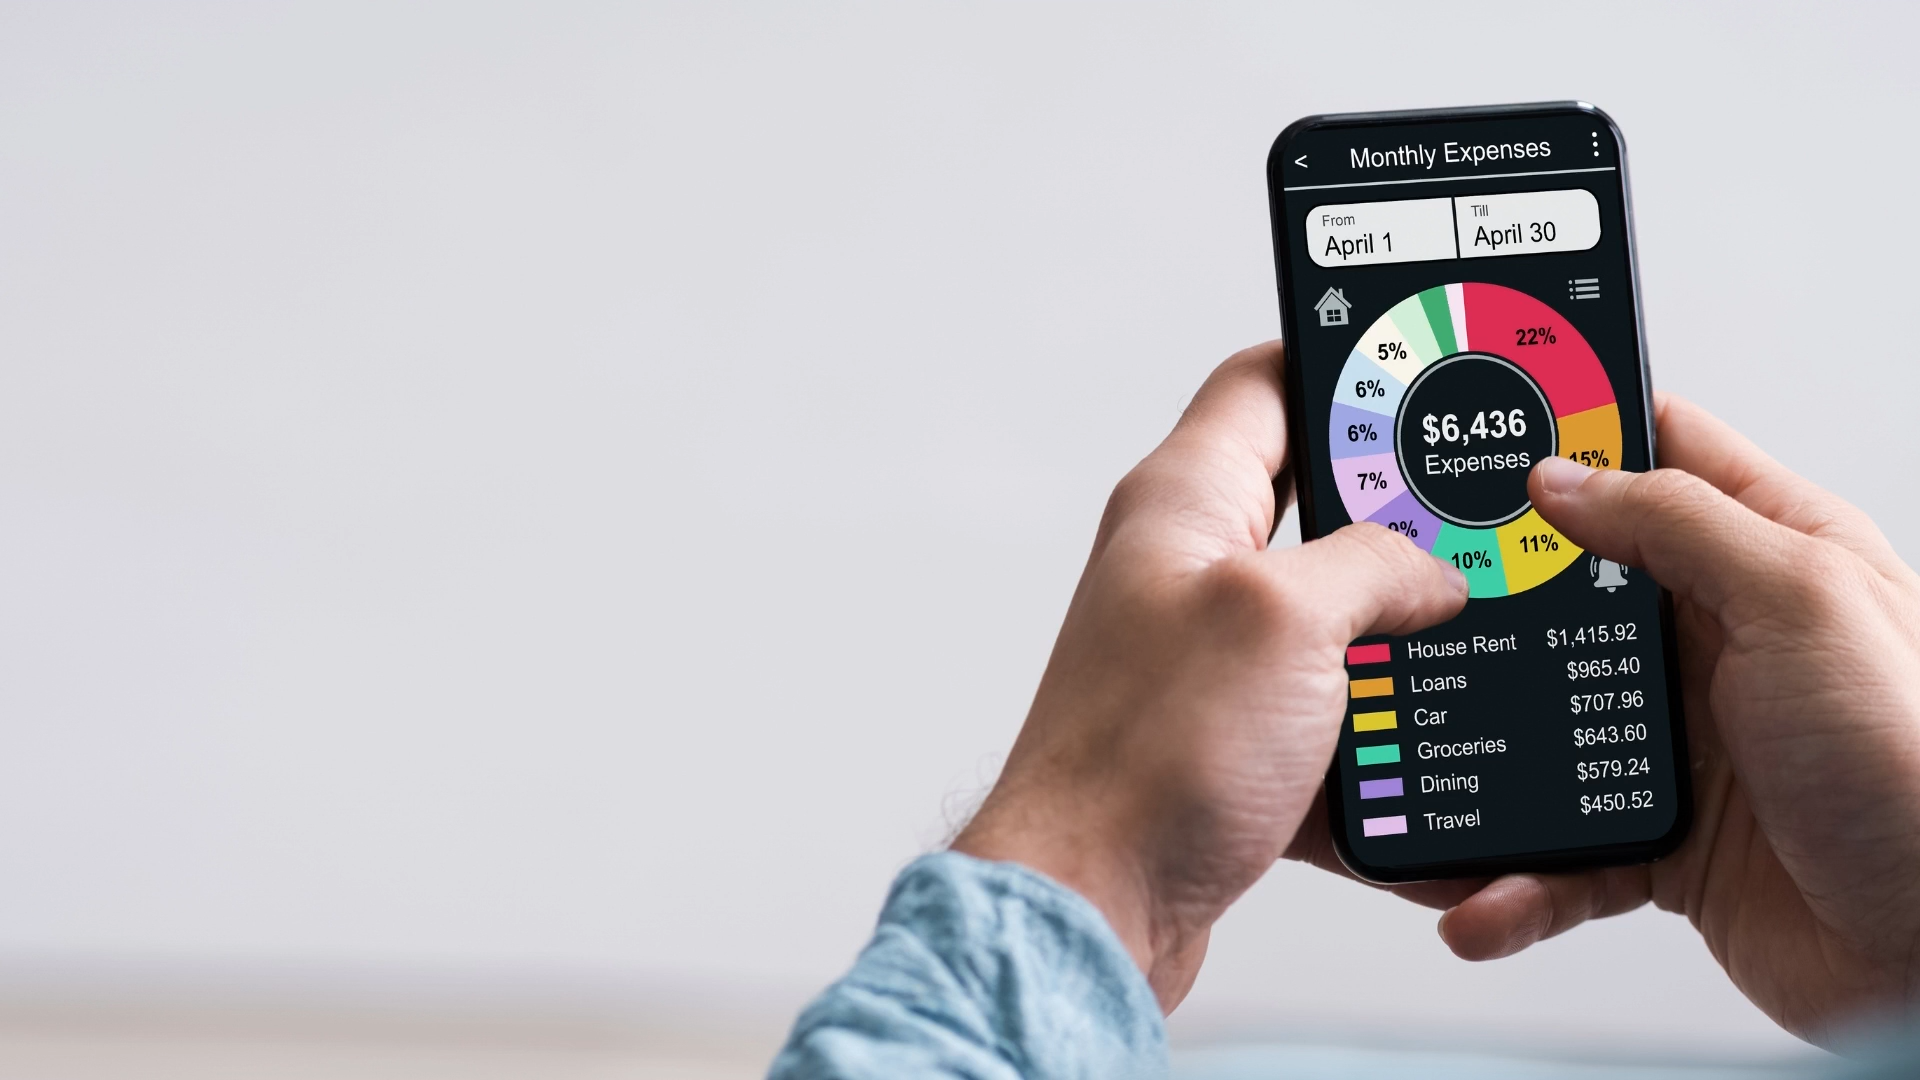 < Monthly Expenses
From
April 1
Till
April 30
22%
15%
11%
10%
9%
7%
6%
6%
5%
$6,436
Expenses
House Rent $1,415.92
Loans $965.40
Car $707.96
Groceries $643.60
Dining $579.24
Travel $450.52